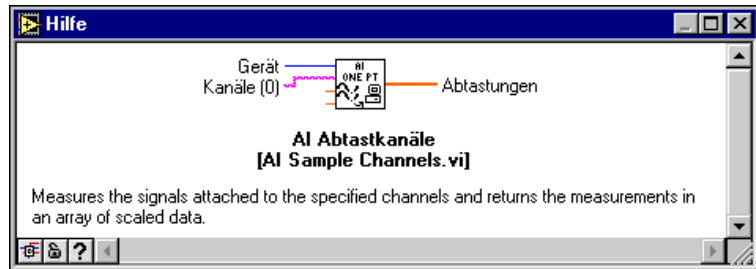 Hilfe
Gerät
Kanäle (0)
AI
ONE PT
Abtastungen
AI Abtastkanäle
[AI Sample Channels.vi]
Measures the signals attached to the specified channels and returns the measurements in
an array of scaled data.
?